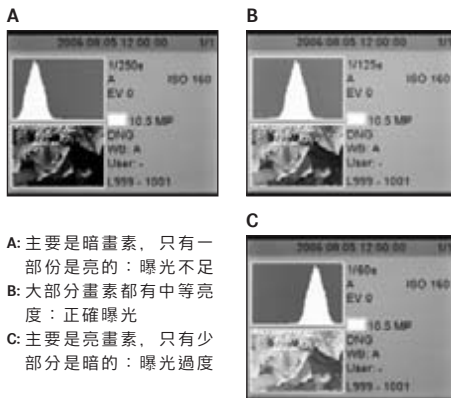 A
2006 08 05 12:00:00 1/1
1/250s
A ISO 160
EV 0
10.5 MP
DNG
WB: A
User: -
L999 - 1001
B
2006 08 05 12:00:00 1/1
1/125s
A ISO 160
EV 0
10.5 MP
DNG
WB: A
User: -
L999 - 1001
A: 主要是暗畫素，只有一
部份是亮的：曝光不足
B: 大部分畫素都有中等亮
度：正確曝光
C: 主要是亮畫素，只有少
部分是暗的：曝光過度
C
2006 08 05 12:00:00 1/1
1/60s
A ISO 160
EV 0
10.5 MP
DNG
WB: A
User: -
L999 - 1001